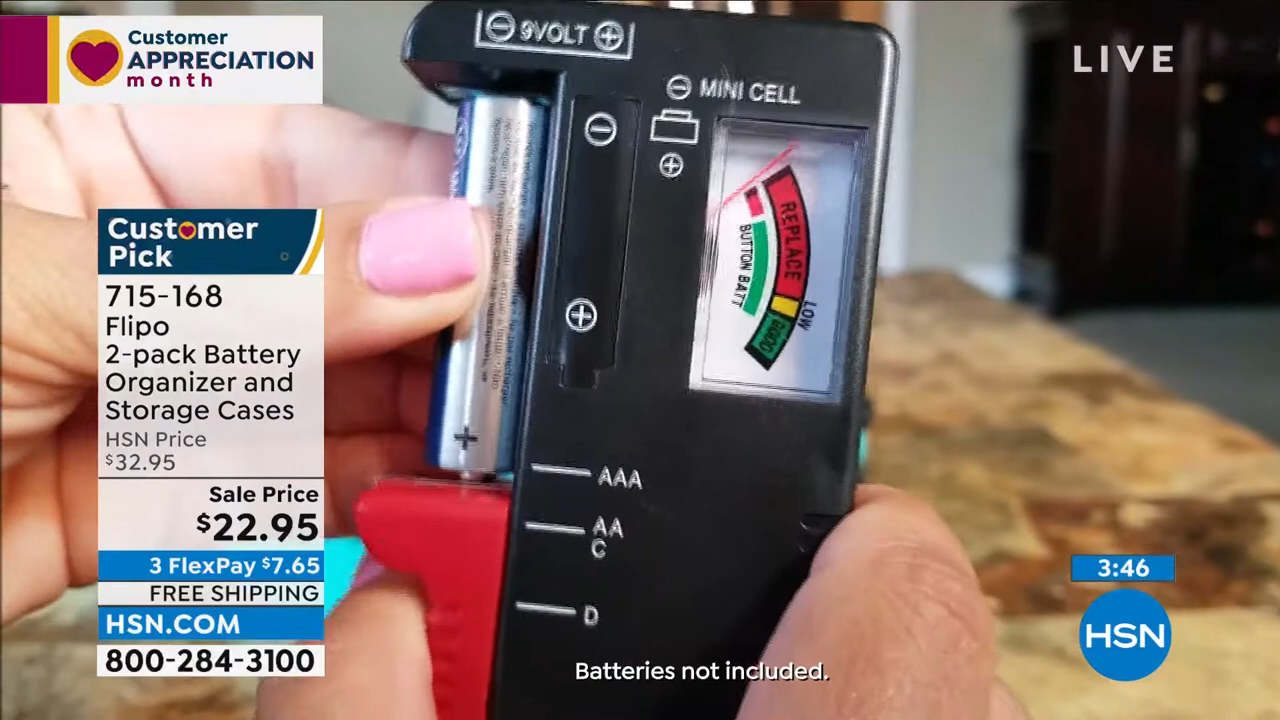 Customer
APPRECIATION
month
LIVE
9VOLT
MINI CELL
REPLACE
LOW
GOOD
BUTTON BATT
AAA
AA
C
D
Customer
Pick
715-168
Flipo
2-pack Battery
Organizer and
Storage Cases
HSN Price
$32.95
Sale Price
$22.95
3 FlexPay $7.65
FREE SHIPPING
HSN.COM
800-284-3100
3:46
HSN
Batteries not included.